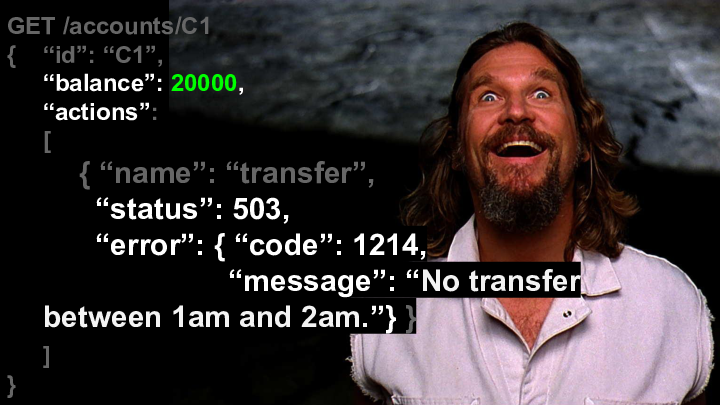 GET /accounts/C1
{ “id”: “C1”,
“balance”: 20000,
“actions”:
[
{ “name”: “transfer”,
“status”: 503,
“error”: { “code”: 1214,
“message”: “No transfer
between 1am and 2am.”} }
]
}